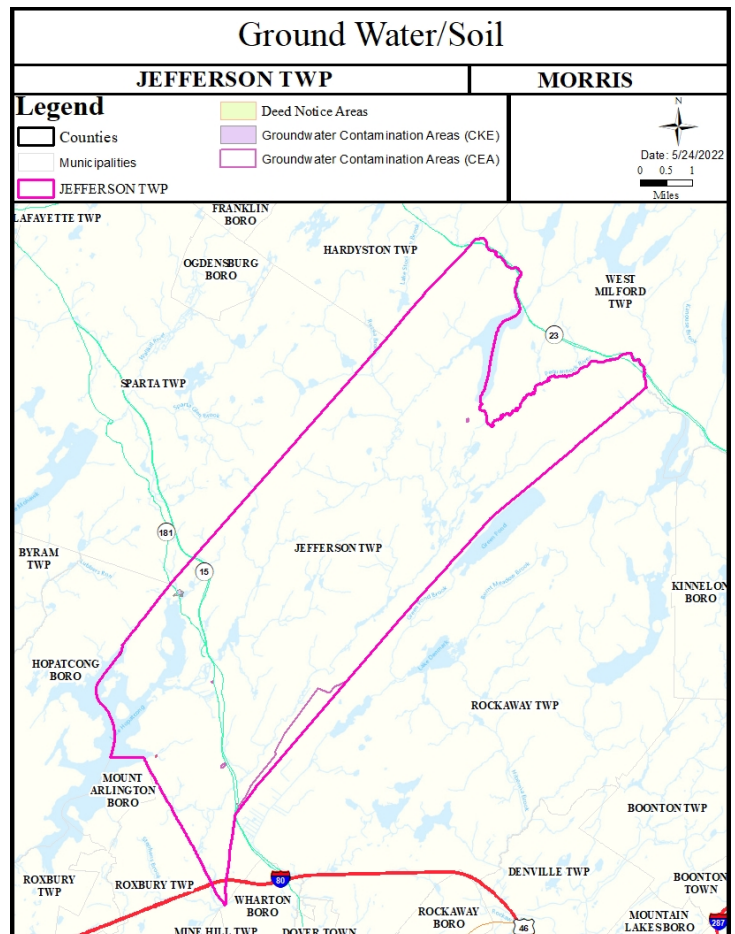 Ground Water/Soil
JEFFERSON TWP
MORRIS
Legend
Counties
Municipalities
JEFFERSON TWP
Deed Notice Areas
Groundwater Contamination Areas (CKE)
Groundwater Contamination Areas (CEA)
N
Date: 5/24/2022
0 0.5 1
Miles
LAFAYETTE TWP
FRANKLIN
BORO
HARDYSTON TWP
OGDENSBURG
BORO
WEST
MILFORD
TWP
23
SPARTA TWP
181
15
JEFFERSON TWP
BYRAM
TWP
KINNELON
BORO
Green Pond
HOPATCONG
BORO
ROCKAWAY TWP
MOUNT
ARLINGTON
BORO
BOONTON TWP
ROXBURY
TWP
ROXBURY TWP
80
WHARTON
BORO
DENVILLE TWP
BOONTON
TOWN
ROCKAWAY
BORO
46
MOUNTAIN
LAKES BORO
287
MINE HILL TWP
DOVER TOWN